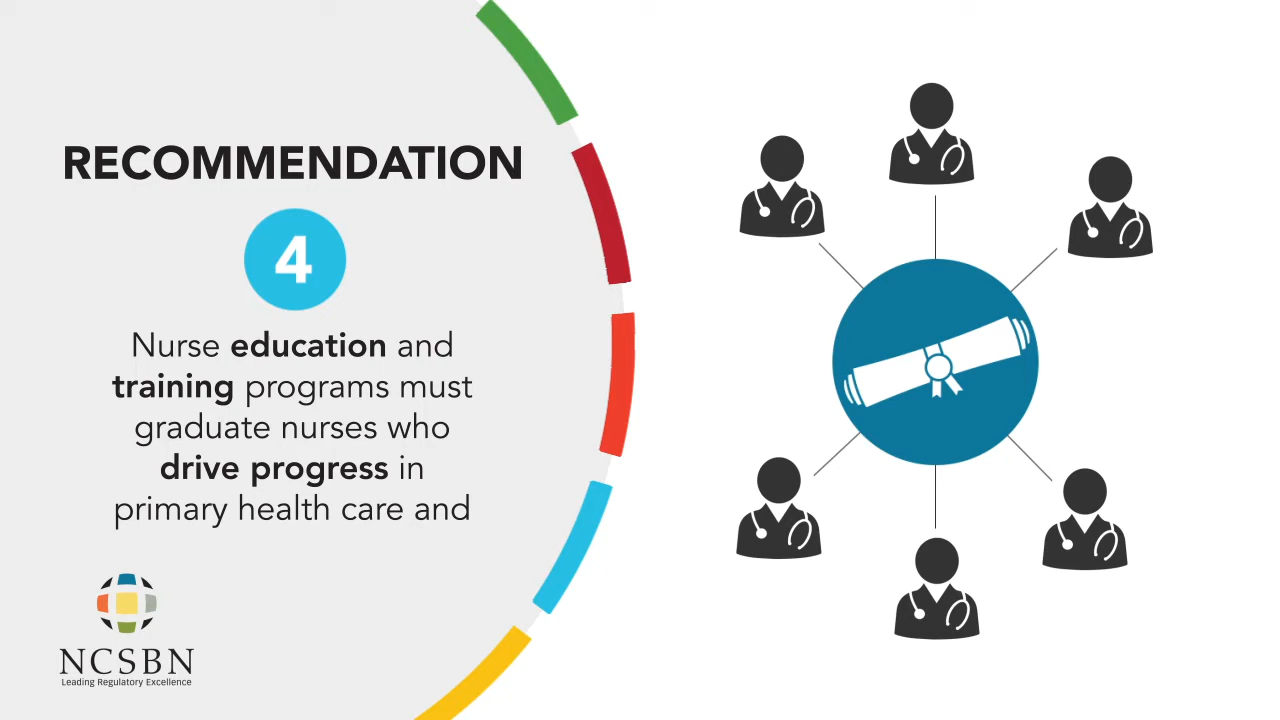 RECOMMENDATION
4
Nurse education and
training programs must
graduate nurses who
drive progress in
primary health care and
NCSBN
Leading Regulatory Excellence